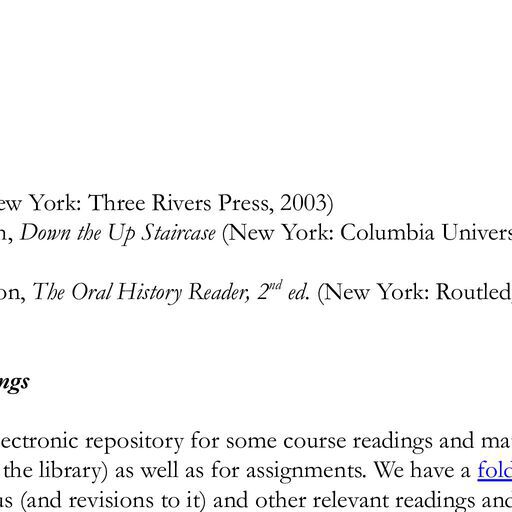 ew York: Three Rivers Press, 2003)
n, Down the Up Staircase (New York: Columbia Univers
on, The Oral History Reader, 2nd ed. (New York: Routled
ngs
ectronic repository for some course readings and ma
the library) as well as for assignments. We have a fold
us (and revisions to it) and other relevant readings and